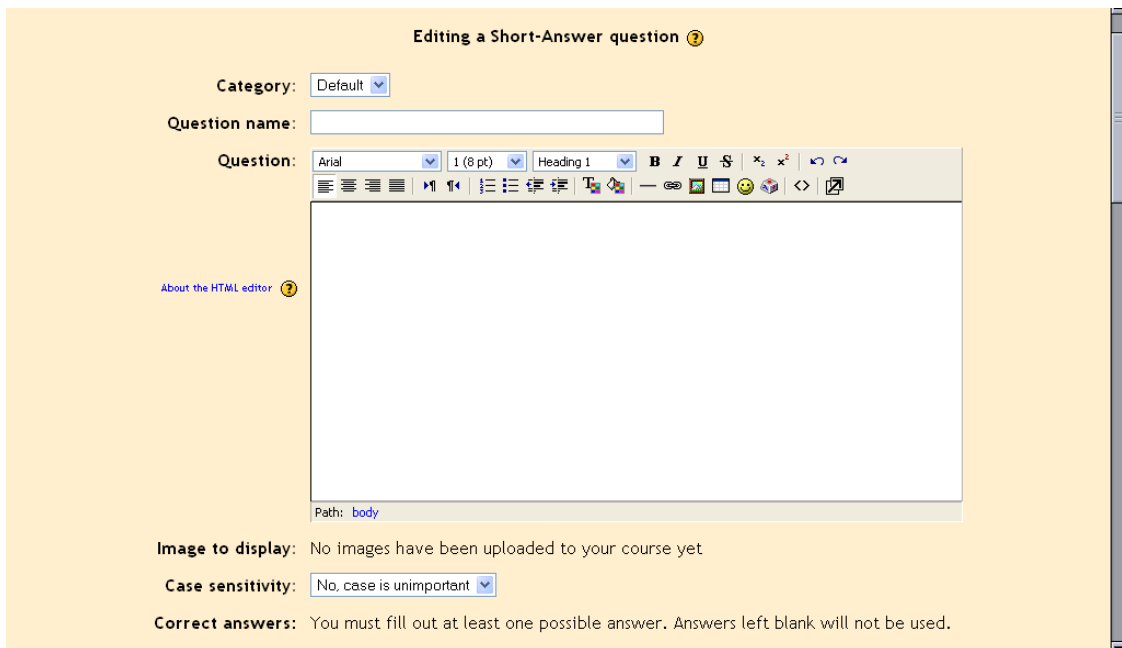 Editing a Short-Answer question ?
Category: Default
Question name:
Question: Arial 1 (8 pt) Heading 1 B I U S x₂ x²
About the HTML editor ?
Path: body
Image to display: No images have been uploaded to your course yet
Case sensitivity: No, case is unimportant
Correct answers: You must fill out at least one possible answer. Answers left blank will not be used.